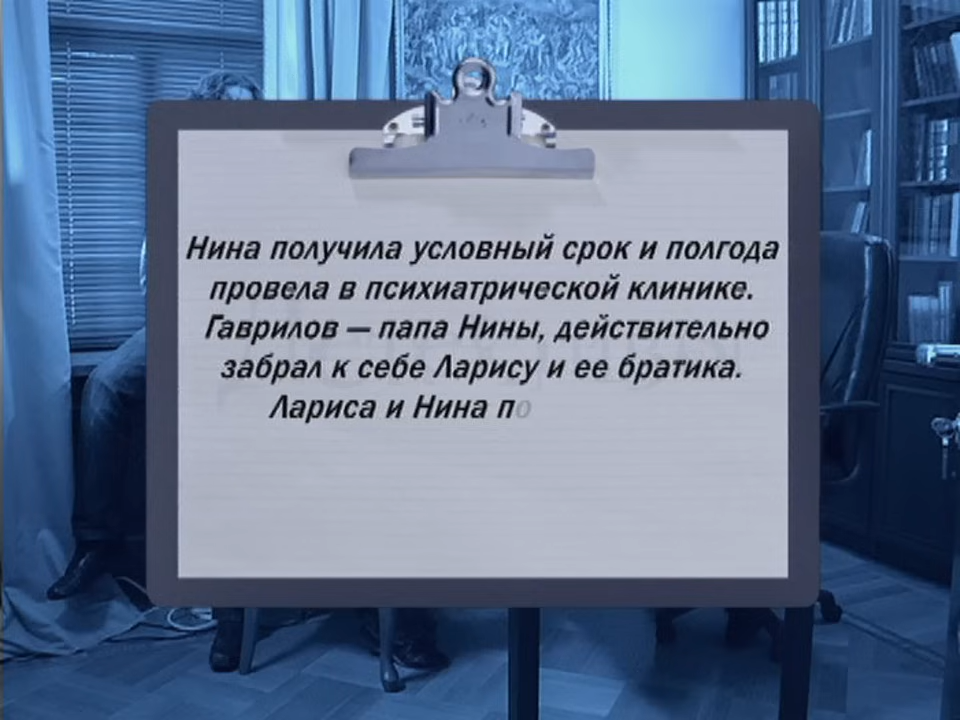 Нина получила условный срок и полгода
провела в психиатрической клинике.
Гаврилов — папа Нины, действительно
забрал к себе Ларису и ее братика.
Лариса и Нина по